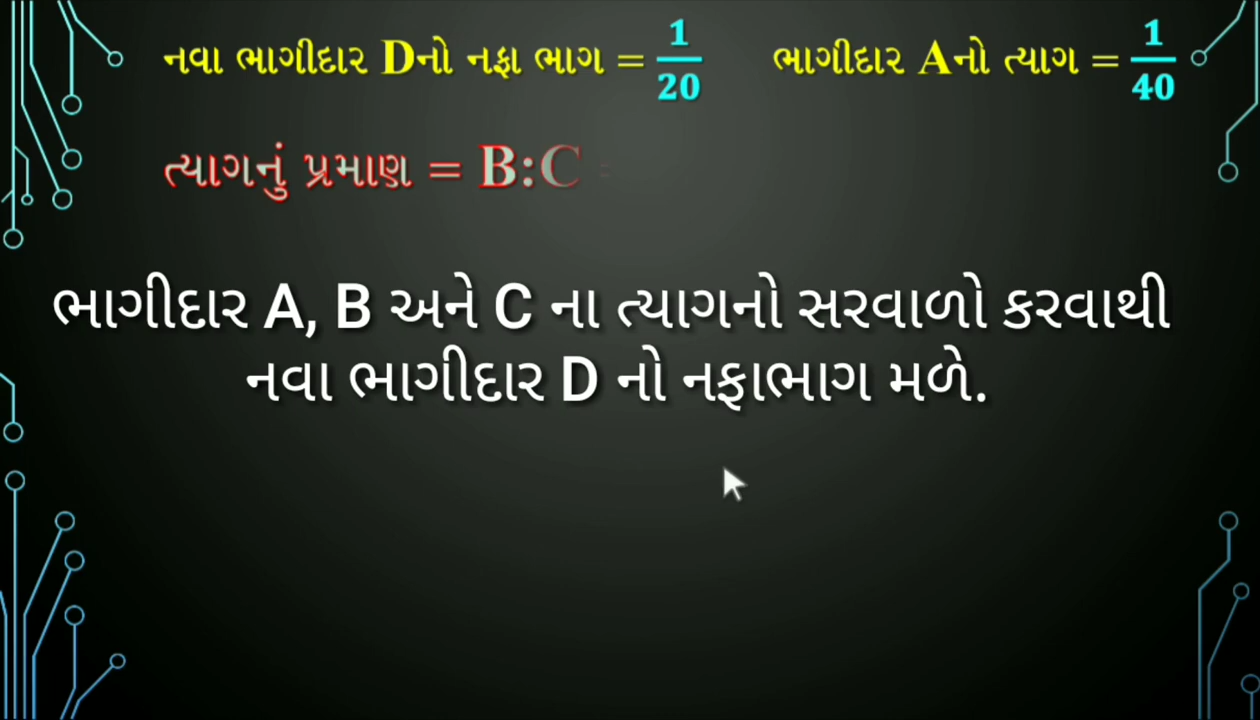 નવા ભાગીદાર Dનો નફા ભાગ = 1/20 ભાગીદાર Aનો ત્યાગ = 1/40
ત્યાગનું પ્રમાણ = B:C =
ભાગીદાર A, B અને C ના ત્યાગનો સરવાળો કરવાથી
નવા ભાગીદાર D નો નફાભાગ મળે.